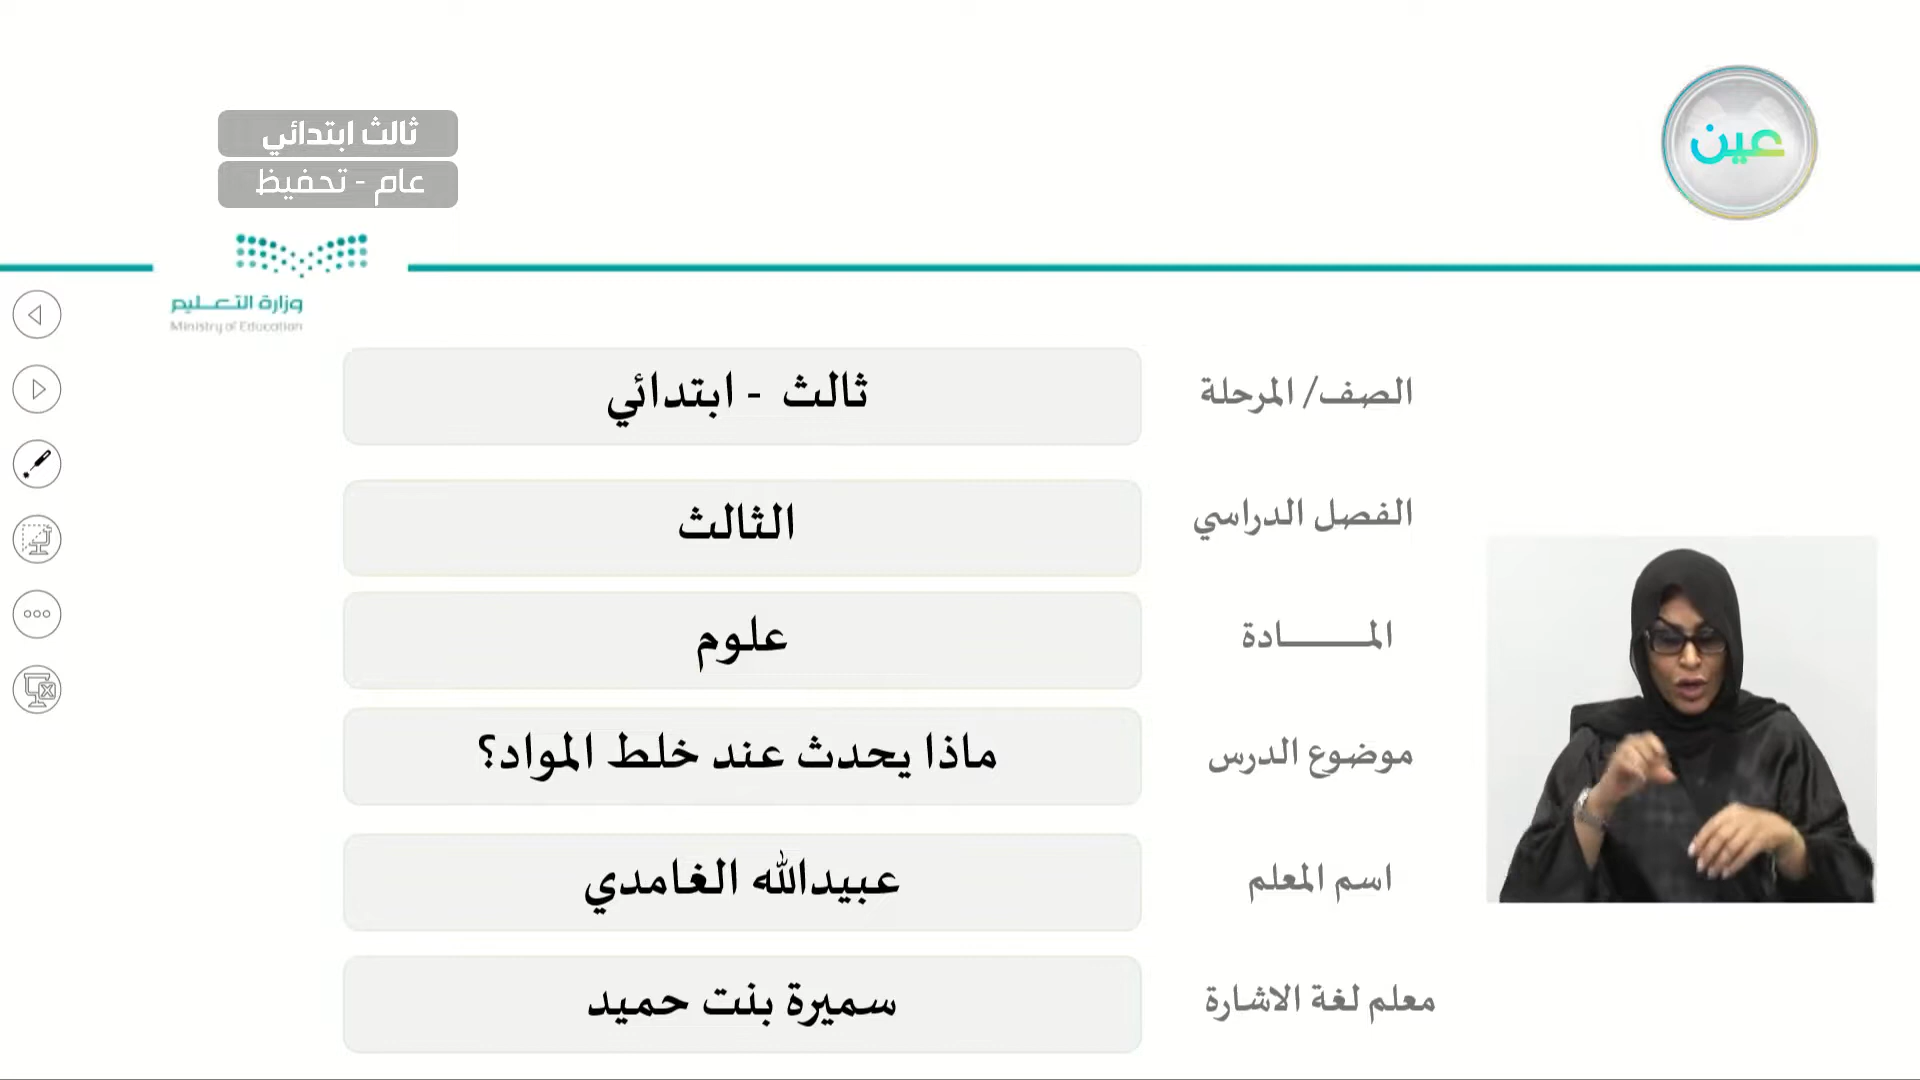 عين
ثالث ابتدائي
عام - تحفيظ
وزارة التعليم
Ministry of Education
الصف/ المرحلة
ثالث - ابتدائي
الفصل الدراسي
الثالث
المـــــــادة
علوم
موضوع الدرس
ماذا يحدث عند خلط المواد؟
اسم المعلم
عبيدالله الغامدي
معلم لغة الاشارة
سميرة بنت حميد